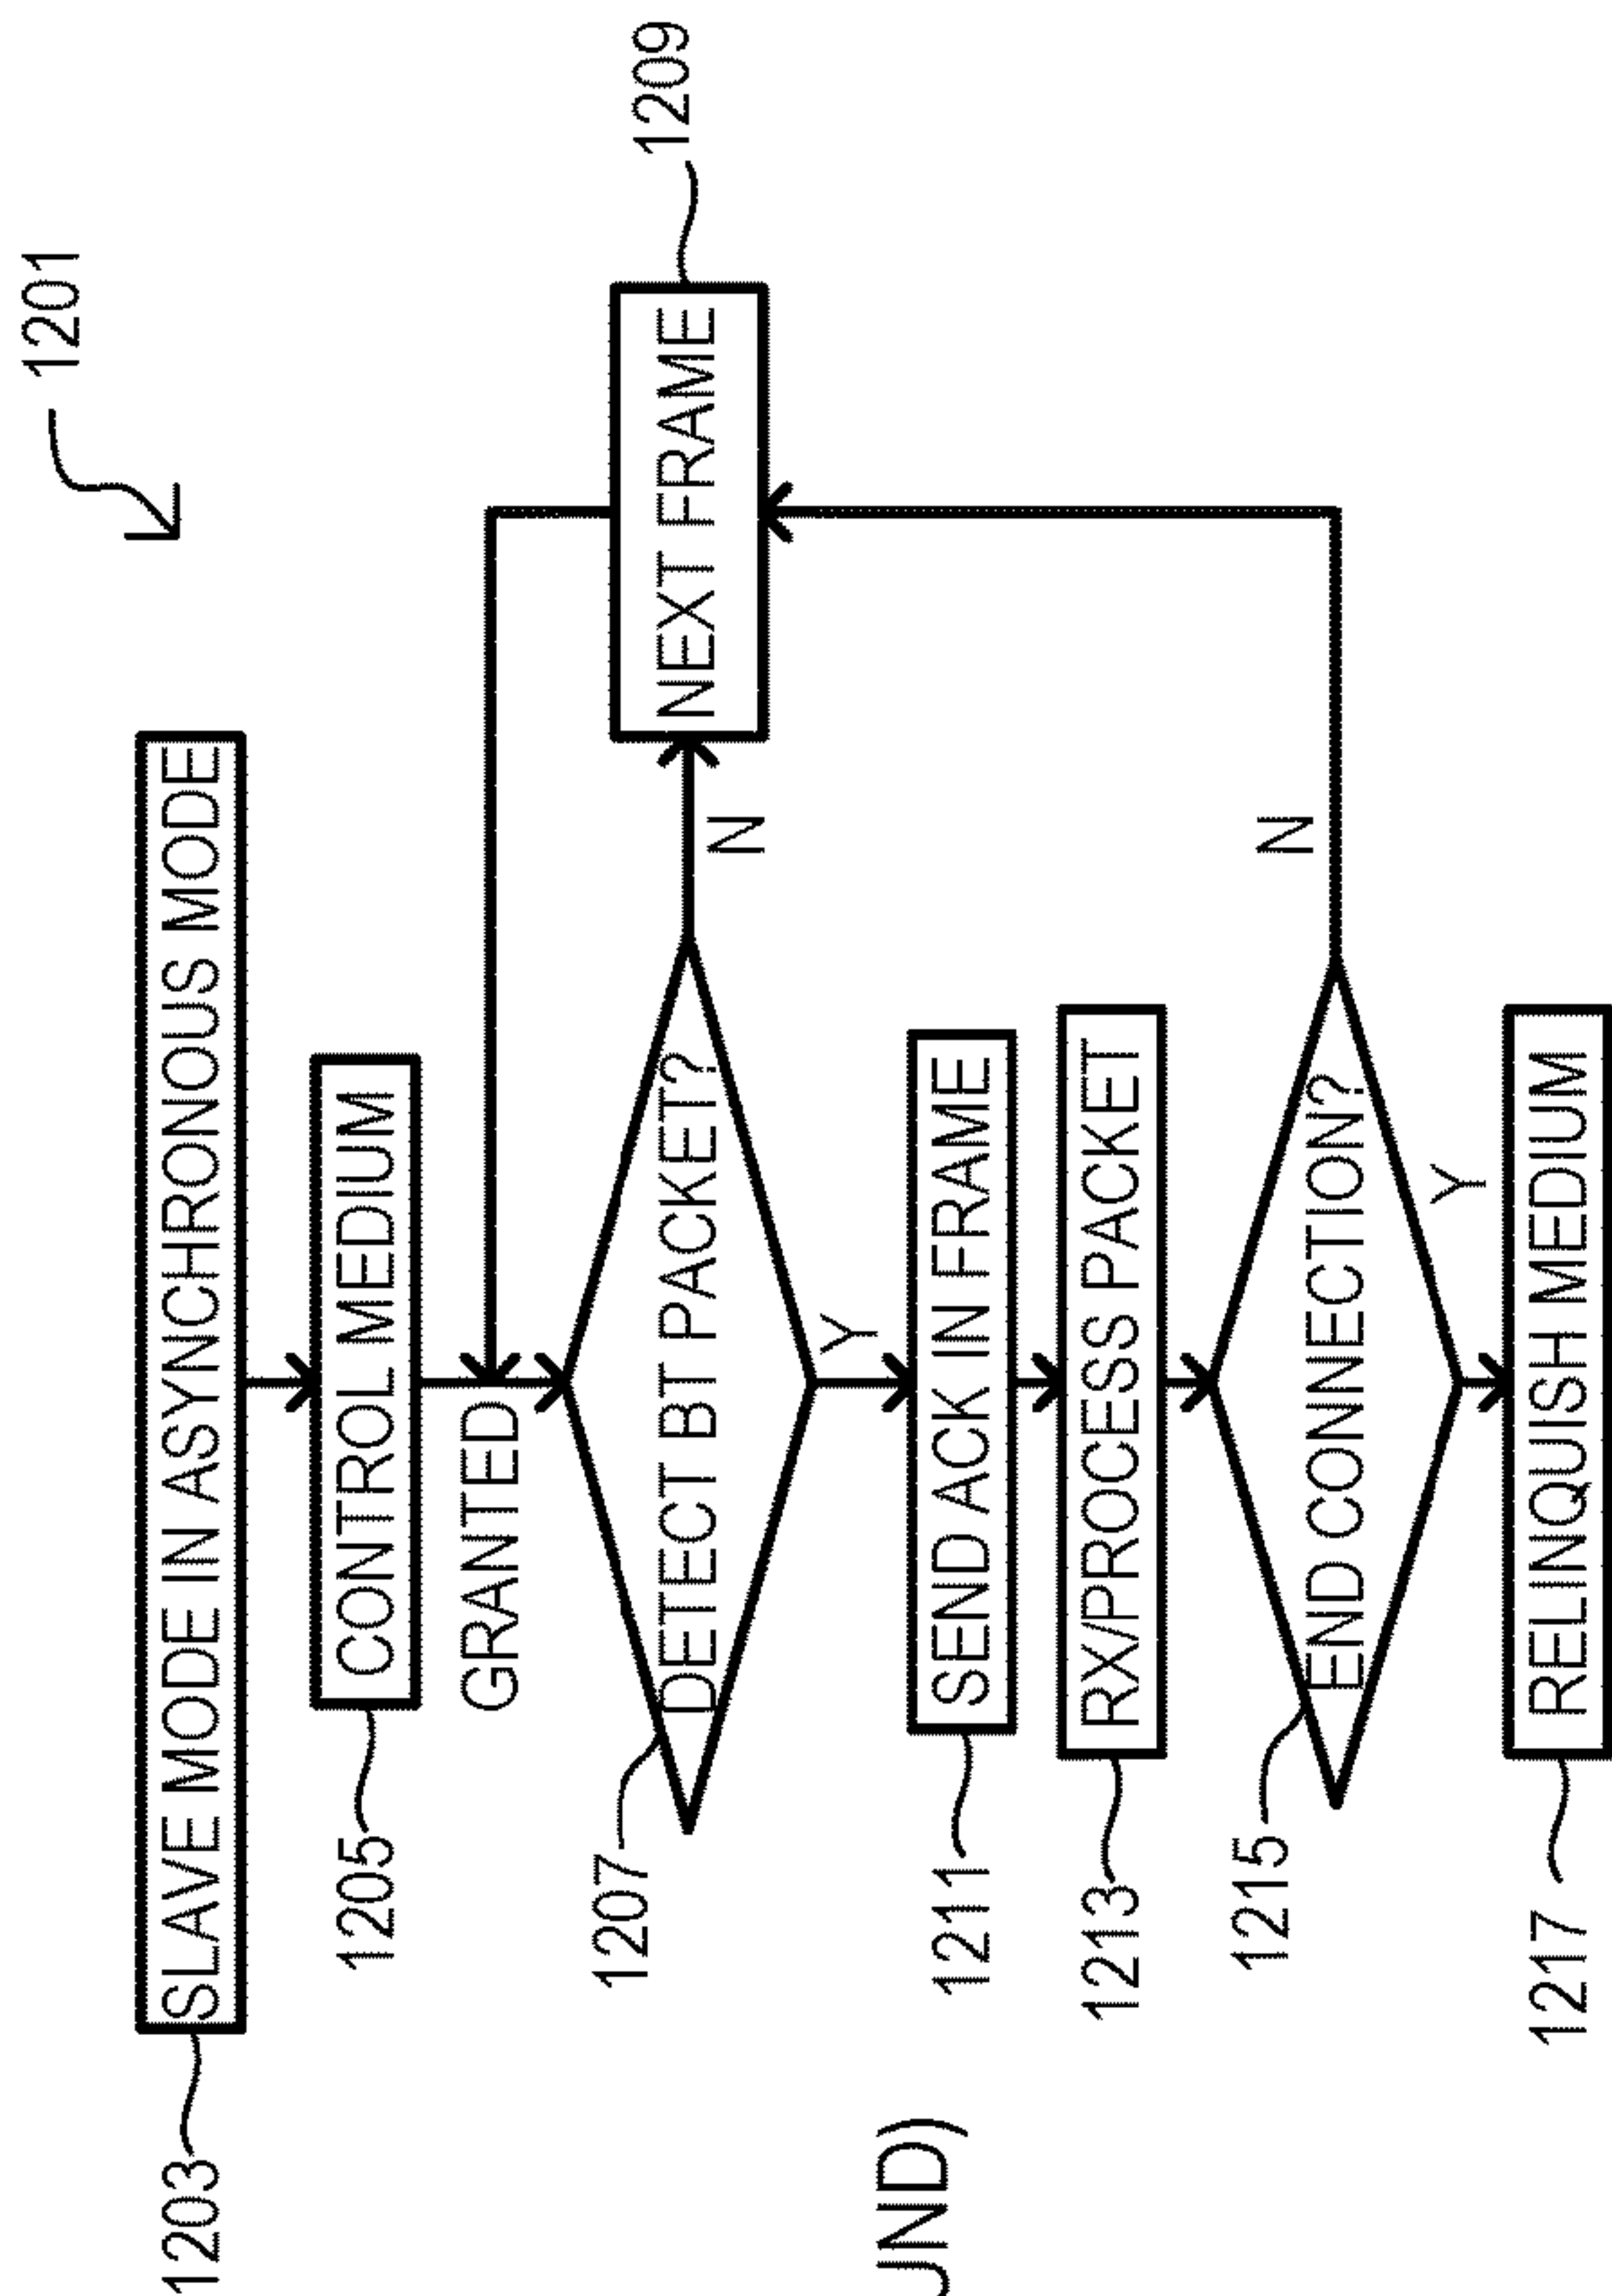 1201
1203
SLAVE MODE IN ASYNCHRONOUS MODE
1205
CONTROL MEDIUM
GRANTED
1207
DETECT BT PACKET?
N
NEXT FRAME
1209
Y
1211
SEND ACK IN FRAME
1213
RX/PROCESS PACKET
1215
END CONNECTION?
N
Y
1217
RELINQUISH MEDIUM